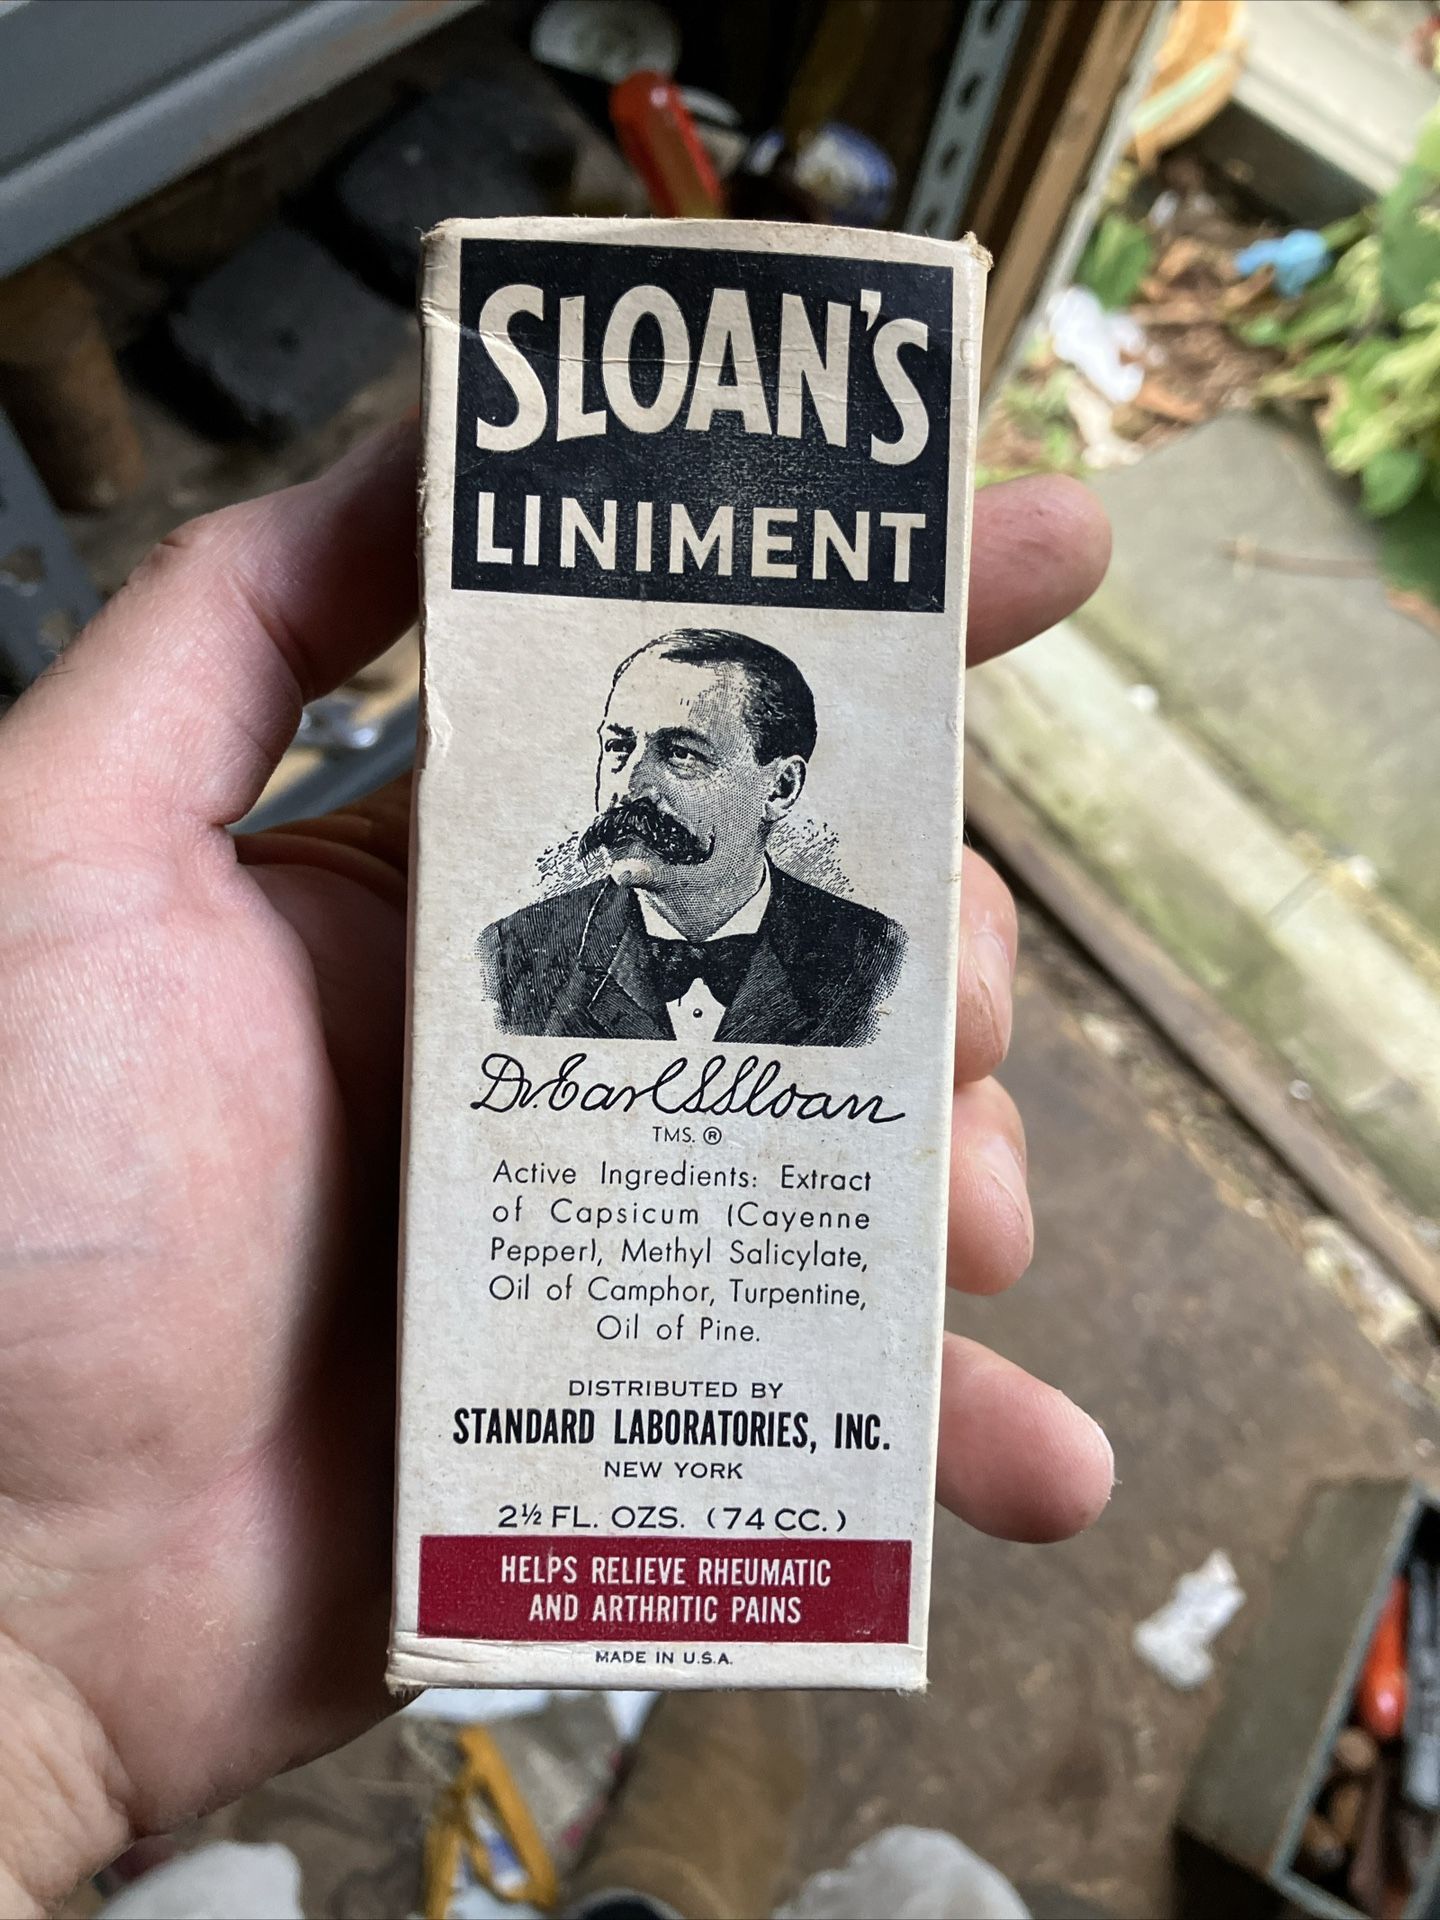 SLOAN'S
LINIMENT
Dr. Earl S Sloan
TMS. ®
Active Ingredients: Extract
of Capsicum (Cayenne
Pepper), Methyl Salicylate,
Oil of Camphor, Turpentine,
Oil of Pine.
DISTRIBUTED BY
STANDARD LABORATORIES, INC.
NEW YORK
2½ FL. OZS. (74 CC.)
HELPS RELIEVE RHEUMATIC
AND ARTHRITIC PAINS
MADE IN U.S.A.